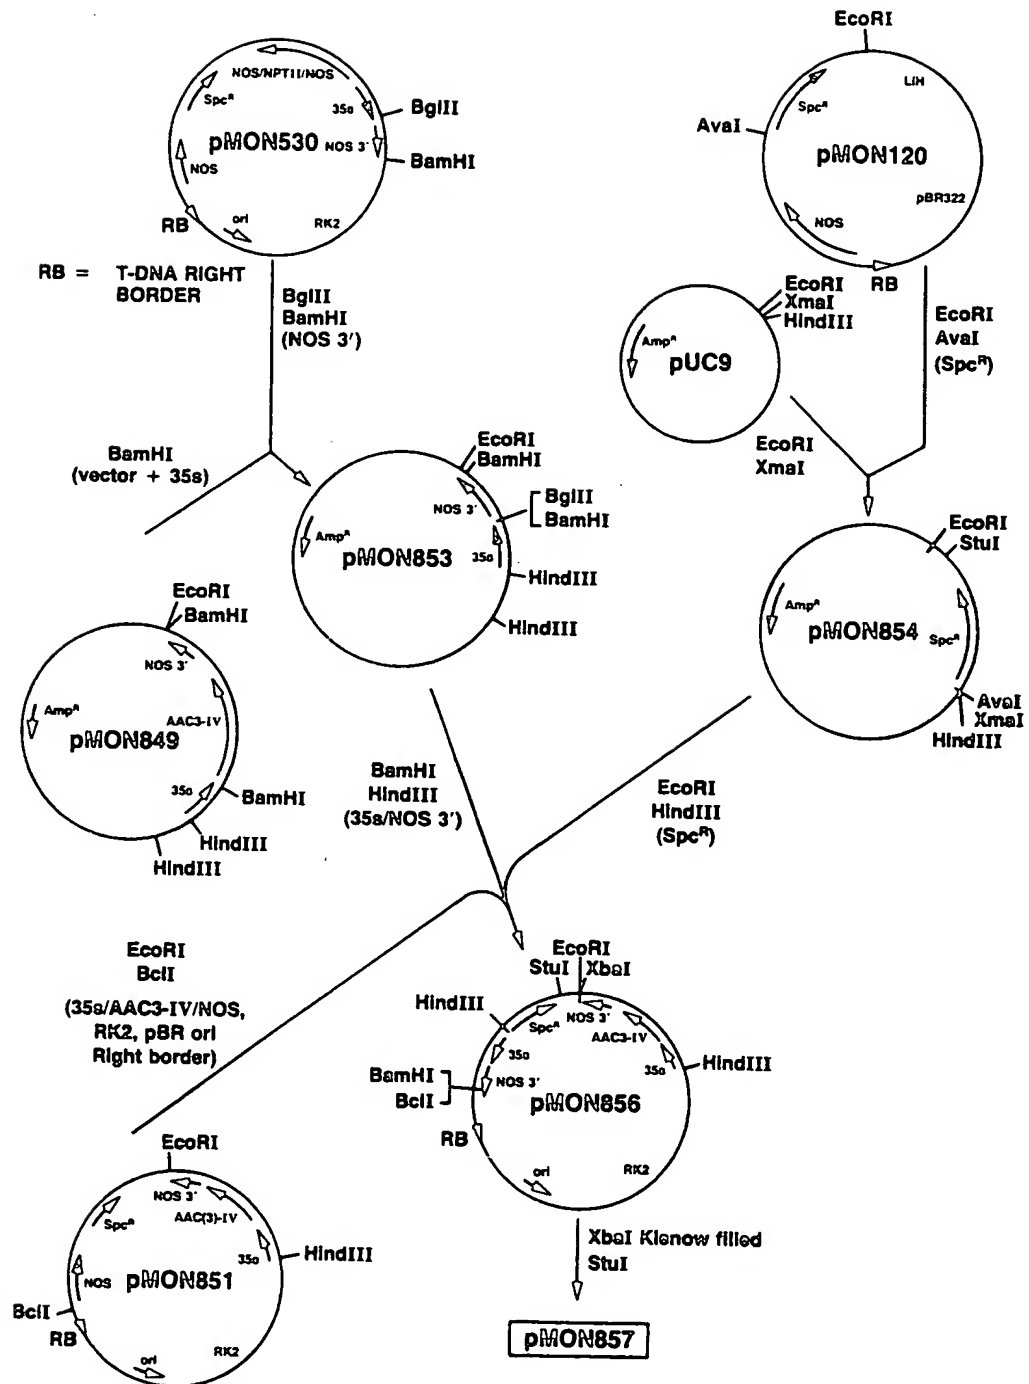 NOS/NPTII/NOS
SpcR
35s
pMON530
NOS 3'
NOS
RB
ori
RK2
BglII
BamHI
RB = T-DNA RIGHT
BORDER
BglII
BamHI
(NOS 3')
EcoRI
LIH
SpcR
AvaI
pMON120
pBR322
NOS
RB
EcoRI
XmaI
HindIII
AmpR
pUC9
EcoRI
AvaI
(SpcR)
EcoRI
XmaI
BamHI
(vector + 35s)
EcoRI
BamHI
NOS 3'
BglII
BamHI
AmpR
pMON853
35s
HindIII
HindIII
EcoRI
StuI
AmpR
pMON854
SpcR
AvaI
XmaI
HindIII
EcoRI
BamHI
NOS 3'
AmpR
AAC3-IV
pMON849
35s
BamHI
HindIII
HindIII
BamHI
HindIII
(35s/NOS 3')
EcoRI
HindIII
(SpcR)
EcoRI
BclI
(35s/AAC3-IV/NOS,
RK2, pBR ori
Right border)
EcoRI
StuI
XbaI
HindIII
SpcR
NOS 3'
AAC3-IV
35s
35s
HindIII
BamHI
BclI
NOS 3'
pMON856
RB
ori
RK2
XbaI Klenow filled
StuI
pMON857
EcoRI
NOS 3'
SpcR
AAC(3)-IV
35s
HindIII
NOS
pMON851
BclI
RB
ori
RK2